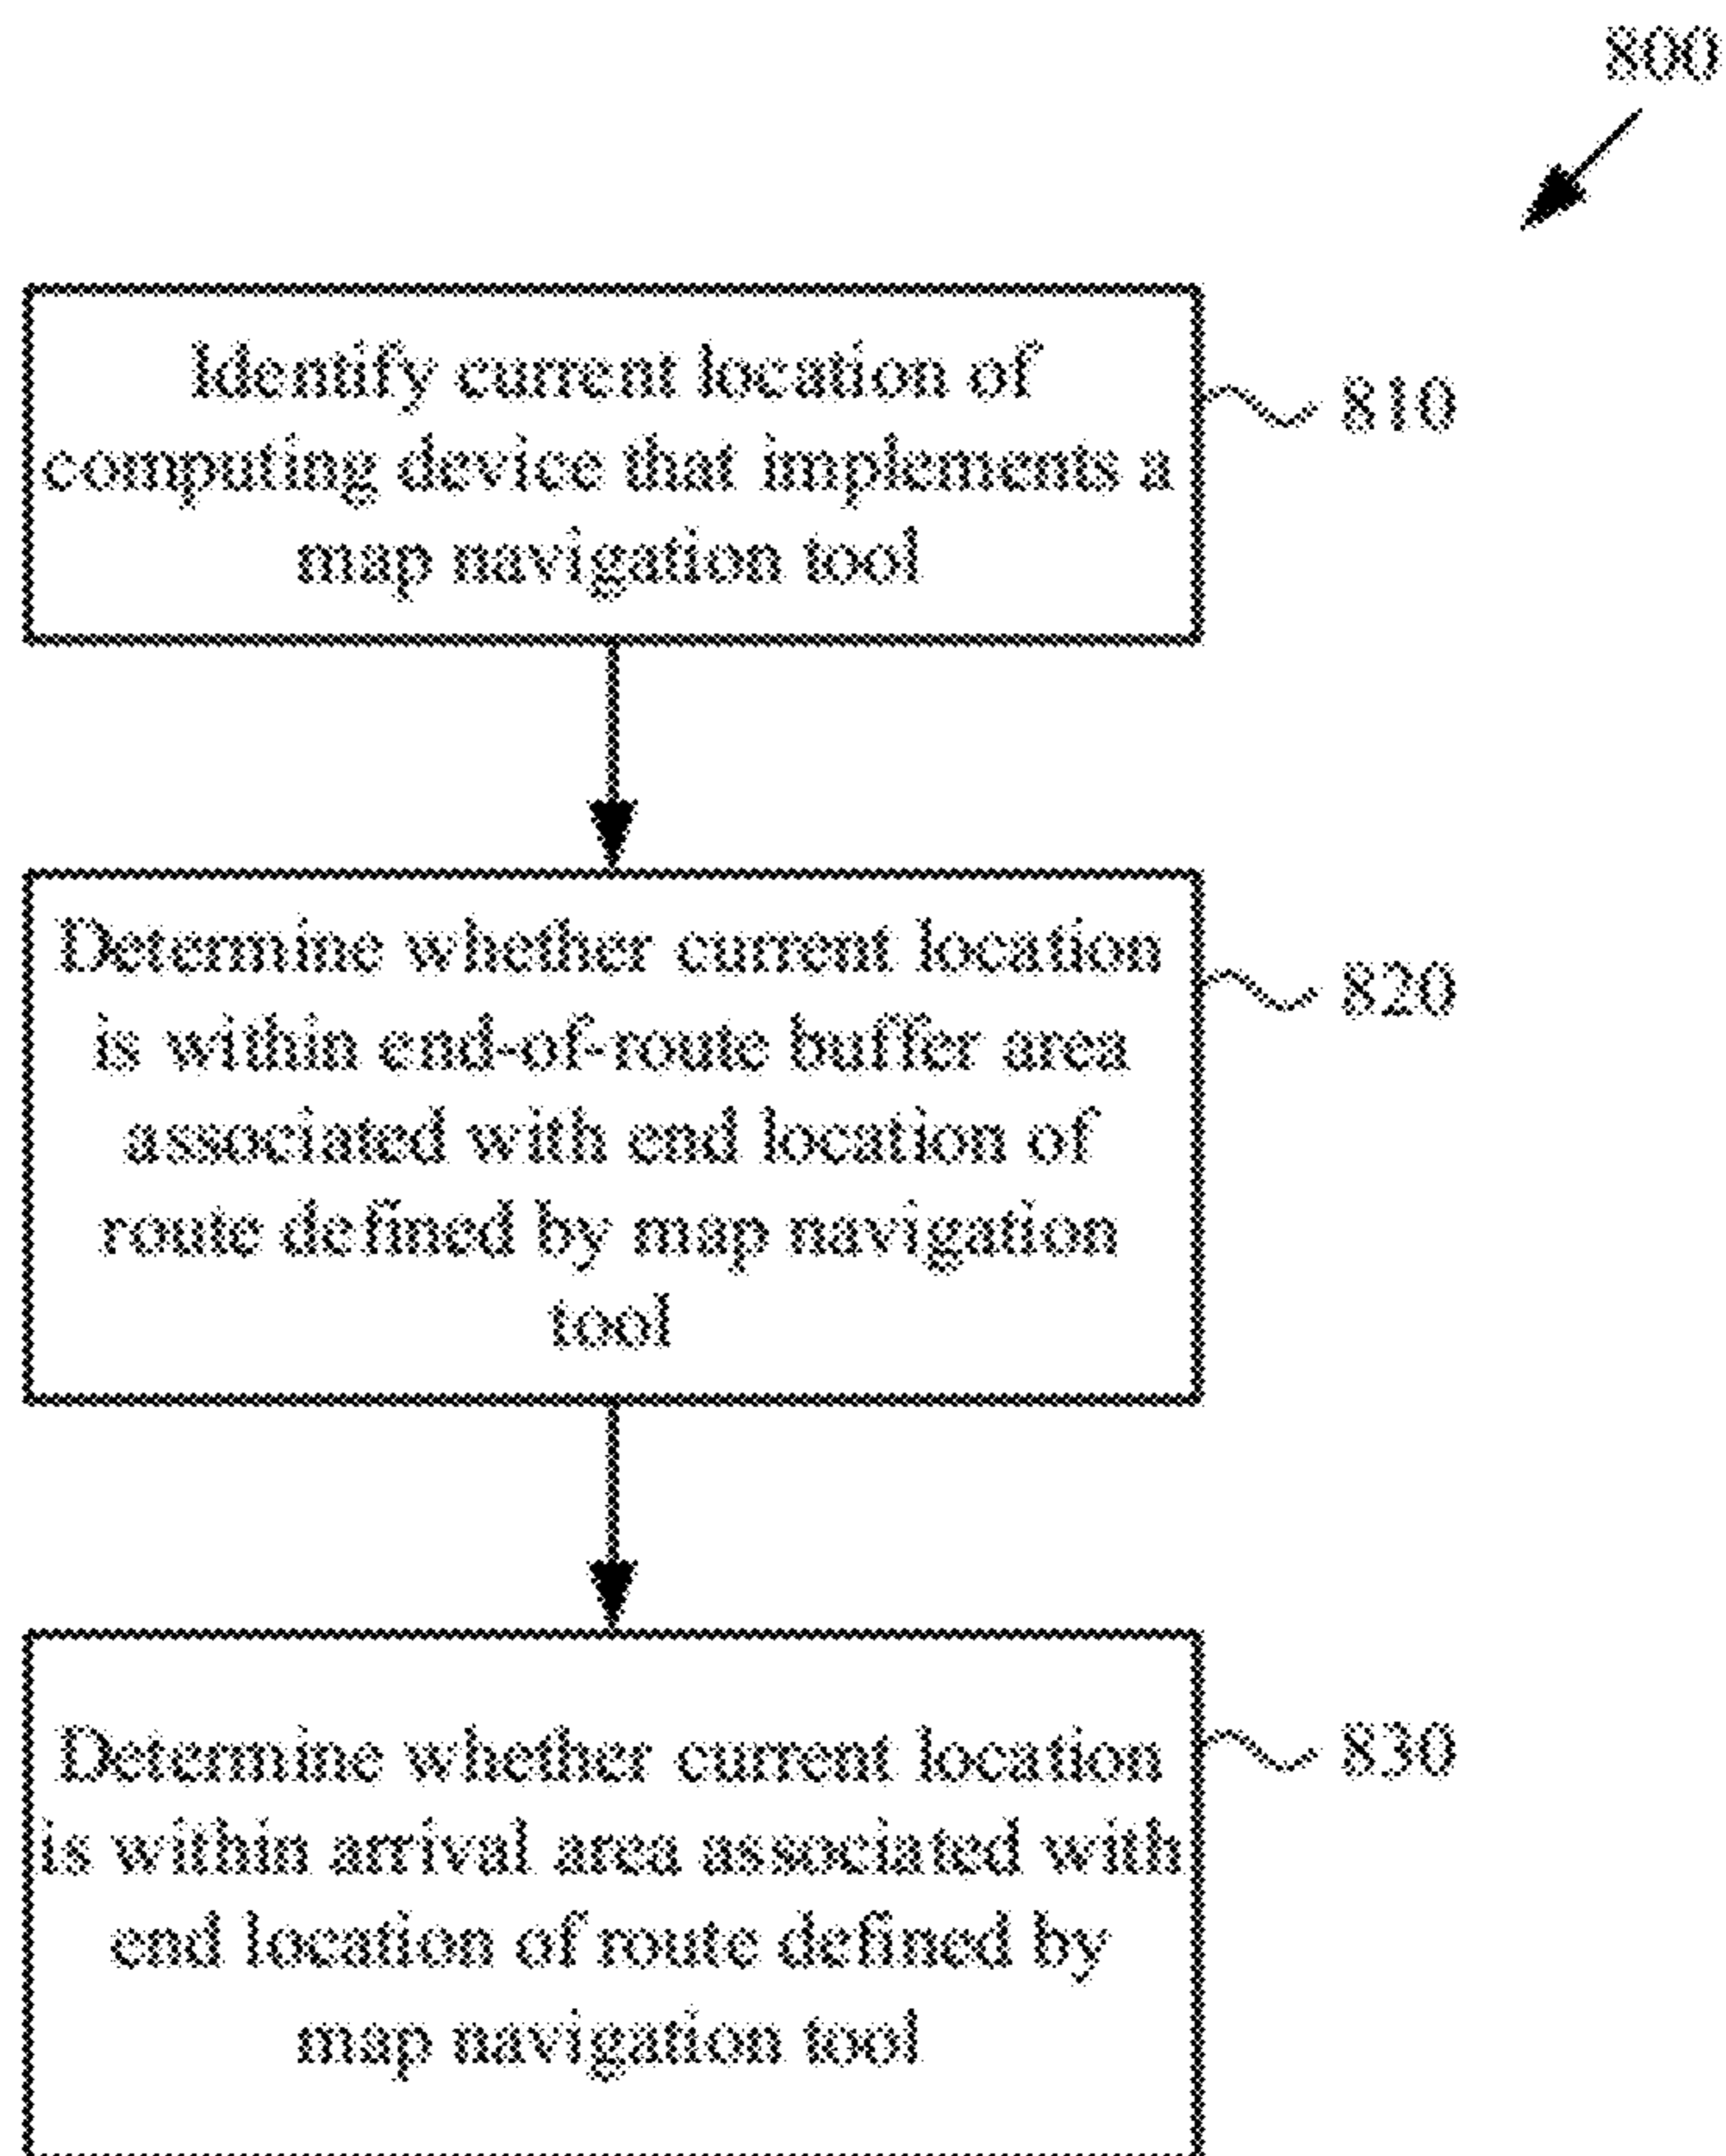 800
Identify current location of
computing device that implements a
map navigation tool
810
Determine whether current location
is within end-of-route buffer area
associated with end location of
route defined by map navigation
tool
820
Determine whether current location
is within arrival area associated with
end location of route defined by
map navigation tool
830